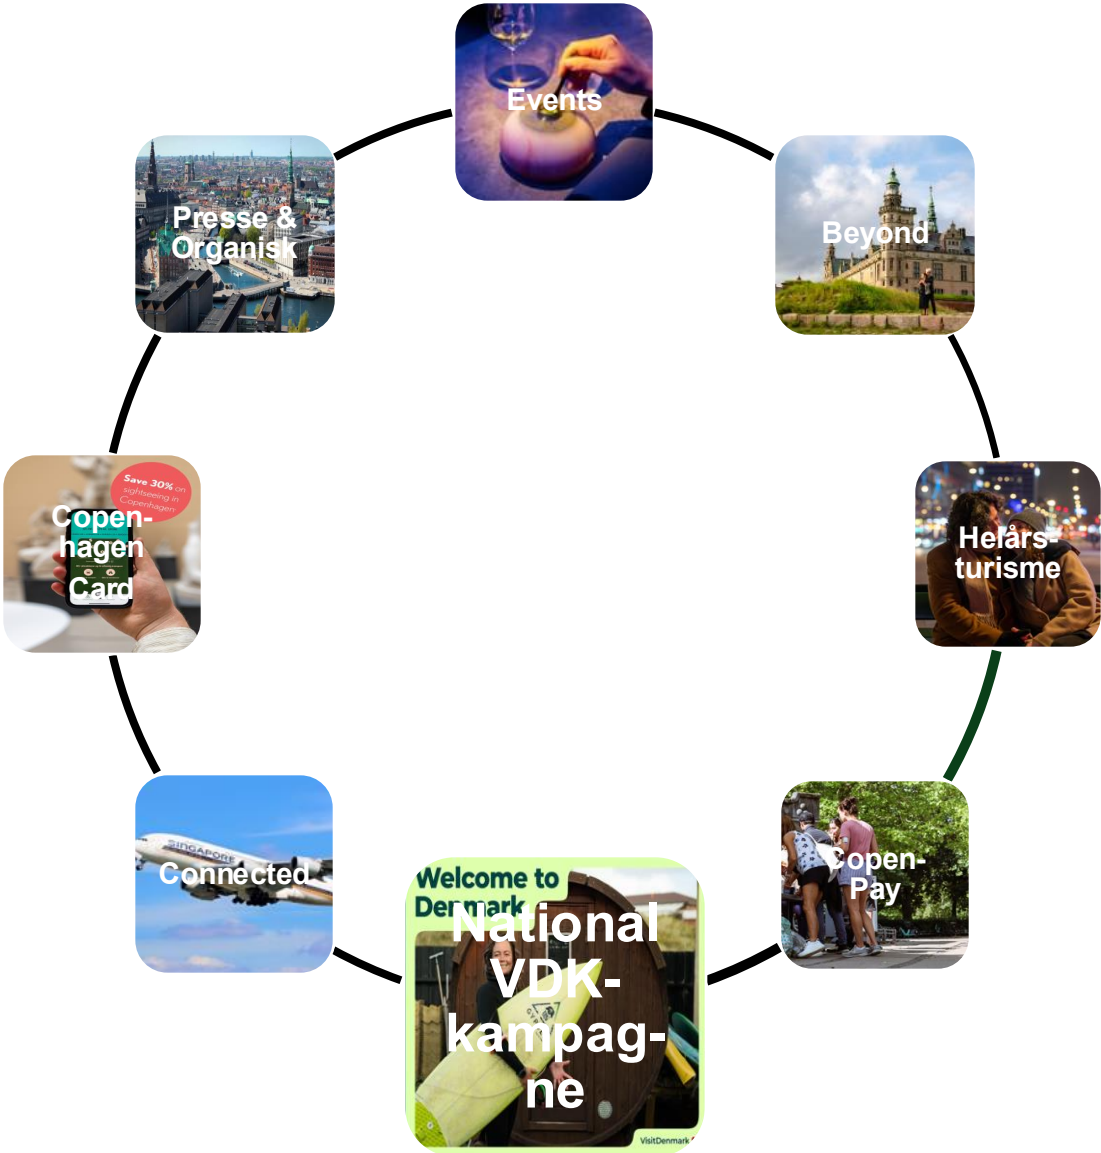 Events
Presse &
Organisk
Beyond
Save 30% on
sightseeing in
Copenhagen
Copen-
hagen
Card
Helårs-
turisme
SINGAPORE
Connected
Copen-
Pay
Welcome to
Denmark
National
VDK-
kampag-
ne
VisitDenmark